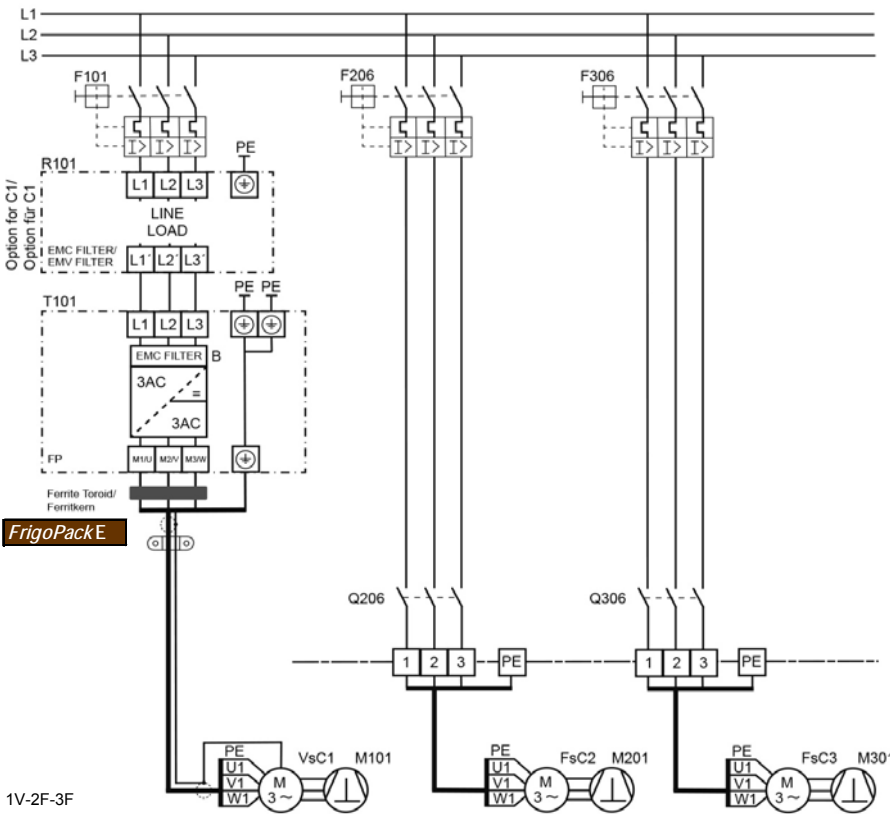 L1
L2
L3
F101
F206
F306
I> I> I>
I> I> I>
I> I> I>
PE
R101
L1 L2 L3
Option for C1/
Option für C1
LINE
LOAD
EMC FILTER/
EMV FILTER
L1´ L2´ L3´
PE PE
T101
L1 L2 L3
EMC FILTER B
3AC
=
3AC
FP
M1/U M2/V M3/W
Ferrite Toroid/
Ferritkern
FrigoPack E
Q206
Q306
1 2 3 PE
1 2 3 PE
PE
U1
V1
W1
M
3 ~
VsC1 M101
PE
U1
V1
W1
M
3 ~
FsC2 M201
PE
U1
V1
W1
M
3 ~
FsC3 M301
1V-2F-3F